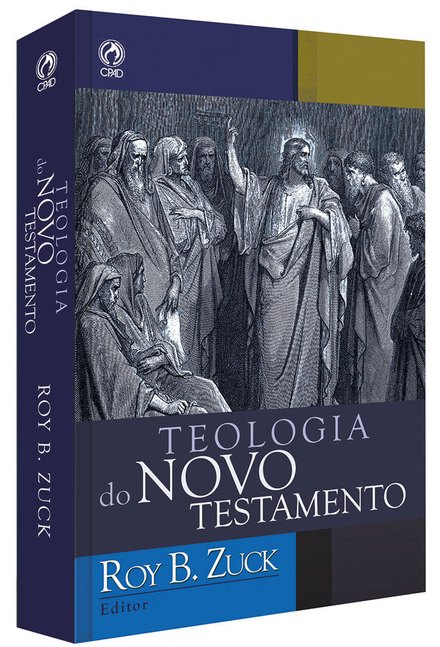 CPAD
TEOLOGIA
do NOVO
TESTAMENTO
ROY B. ZUCK
CPAD
TEOLOGIA
do NOVO
TESTAMENTO
ROY B. ZUCK
Editor